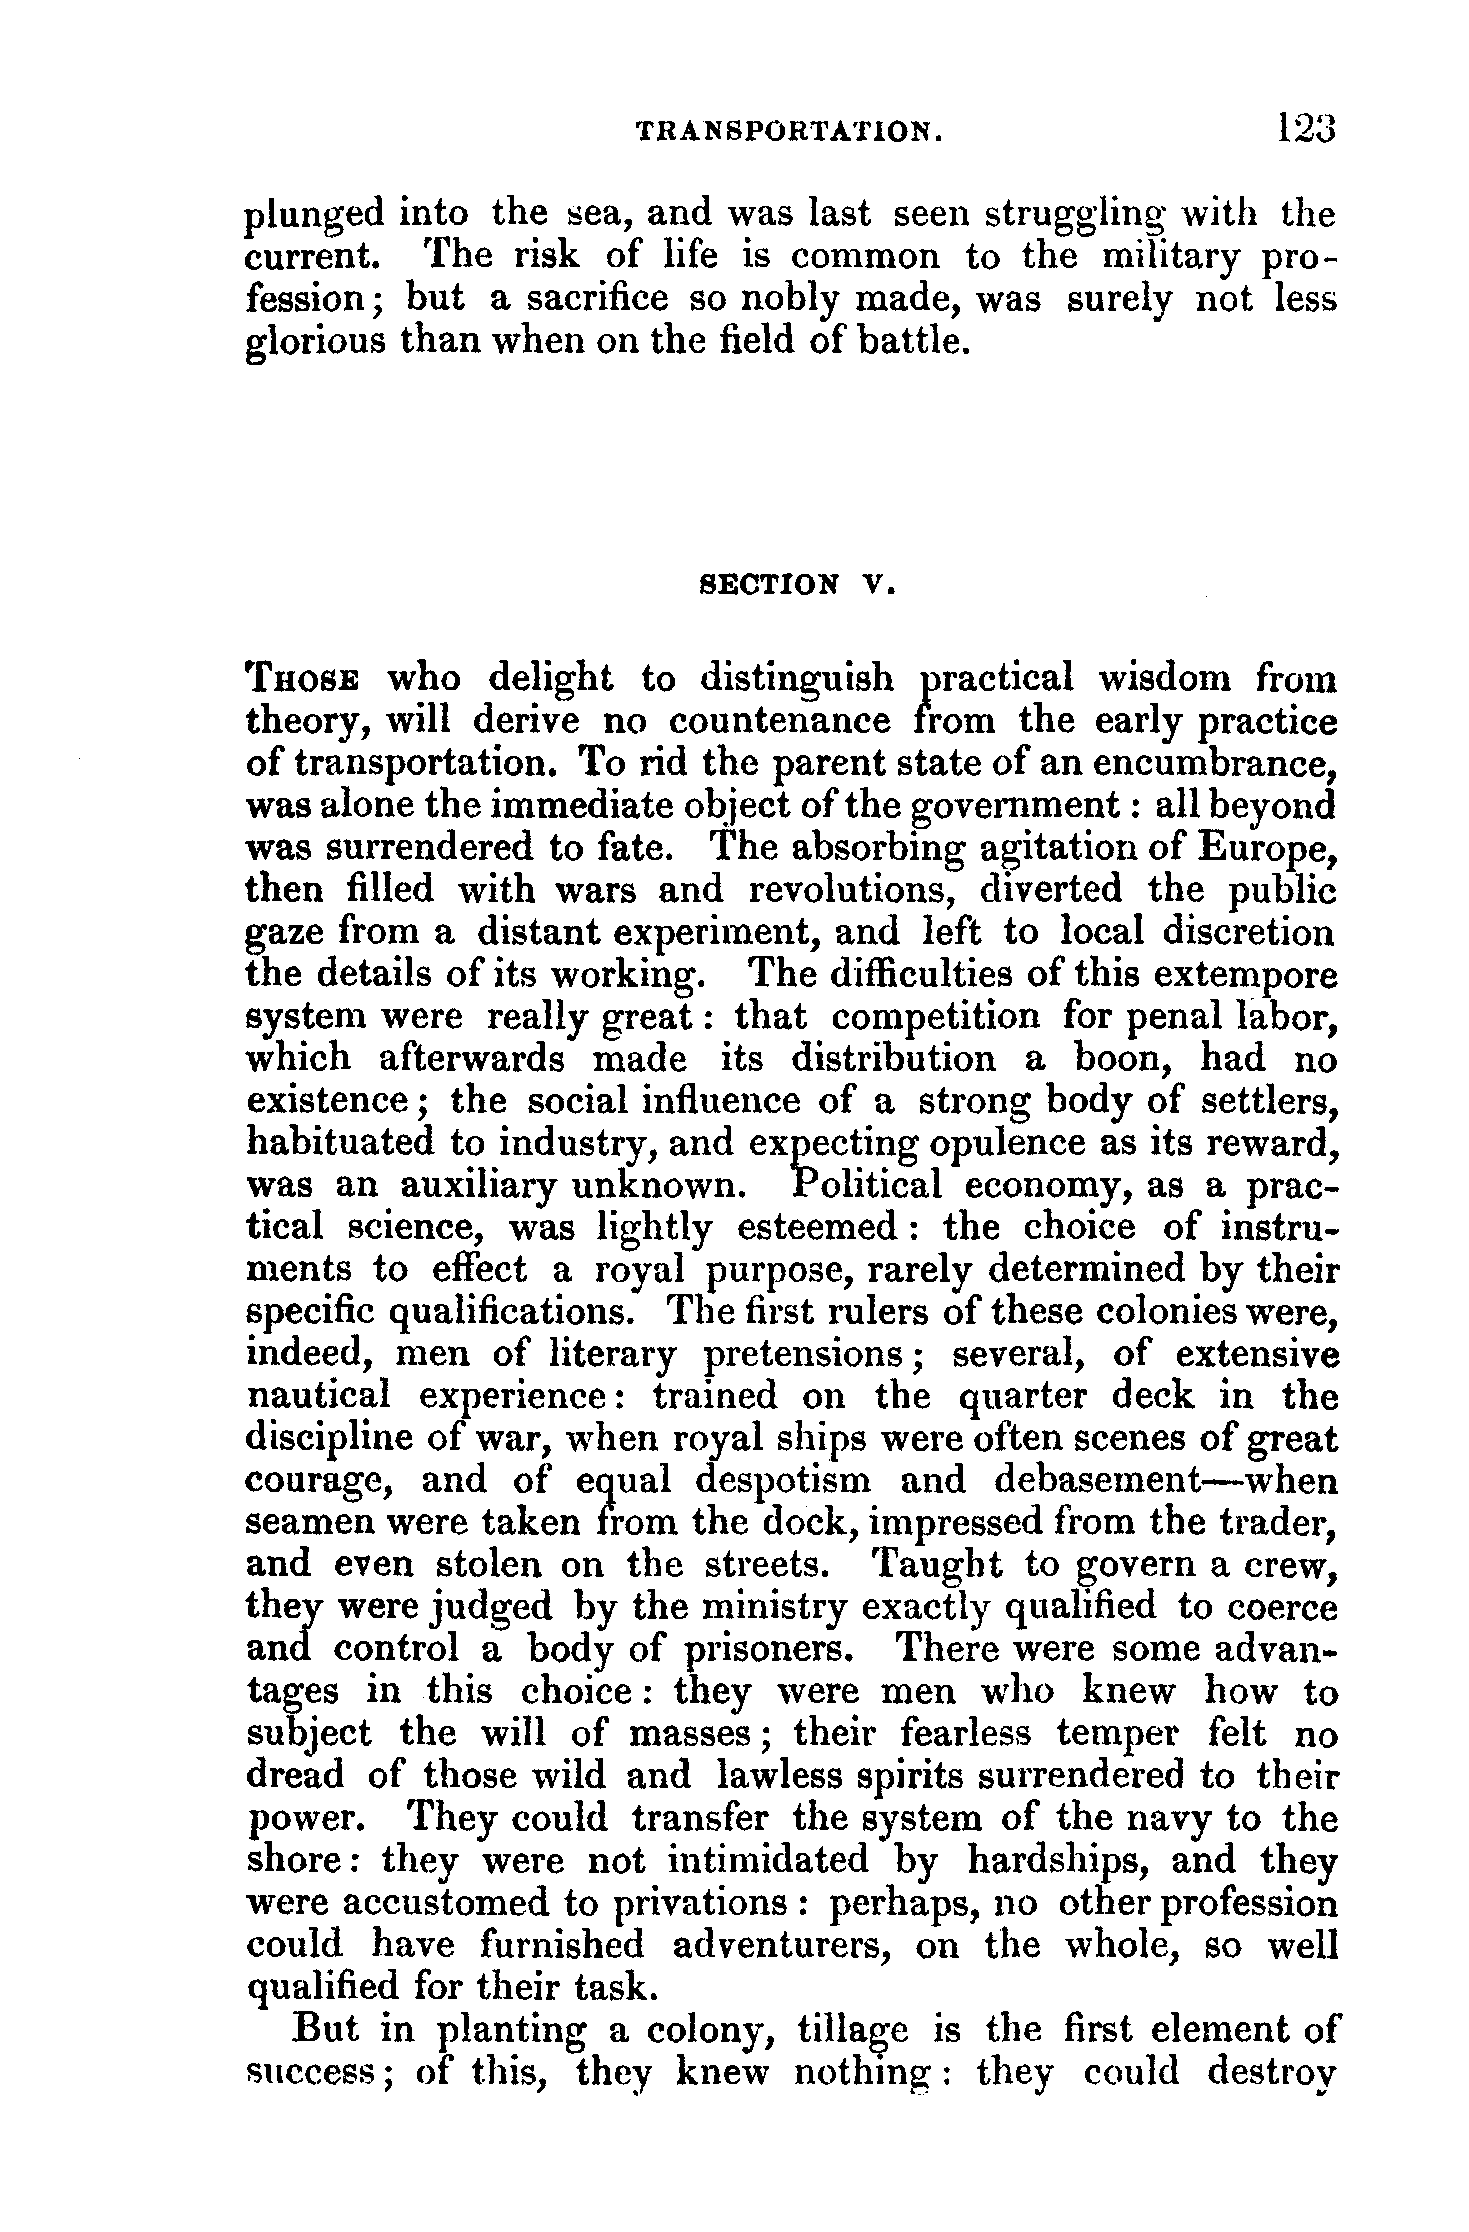 TRANSPORTATION. 123
plunged into the sea, and was last seen struggling with the
current. The risk of life is common to the military pro-
fession; but a sacrifice so nobly made, was surely not less
glorious than when on the field of battle.
SECTION V.
THOSE who delight to distinguish practical wisdom from
theory, will derive no countenance from the early practice
of transportation. To rid the parent state of an encumbrance,
was alone the immediate object of the government : all beyond
was surrendered to fate. The absorbing agitation of Europe,
then filled with wars and revolutions, diverted the public
gaze from a distant experiment, and left to local discretion
the details of its working. The difficulties of this extempore
system were really great : that competition for penal labor,
which afterwards made its distribution a boon, had no
existence; the social influence of a strong body of settlers,
habituated to industry, and expecting opulence as its reward,
was an auxiliary unknown. Political economy, as a prac-
tical science, was lightly esteemed : the choice of instru-
ments to effect a royal purpose, rarely determined by their
specific qualifications. The first rulers of these colonies were,
indeed, men of literary pretensions; several, of extensive
nautical experience: trained on the quarter deck in the
discipline of war, when royal ships were often scenes of great
courage, and of equal despotism and debasement—when
seamen were taken from the dock, impressed from the trader,
and even stolen on the streets. Taught to govern a crew,
they were judged by the ministry exactly qualified to coerce
and control a body of prisoners. There were some advan-
tages in this choice : they were men who knew how to
subject the will of masses; their fearless temper felt no
dread of those wild and lawless spirits surrendered to their
power. They could transfer the system of the navy to the
shore: they were not intimidated by hardships, and they
were accustomed to privations : perhaps, no other profession
could have furnished adventurers, on the whole, so well
qualified for their task.
But in planting a colony, tillage is the first element of
success; of this, they knew nothing : they could destroy